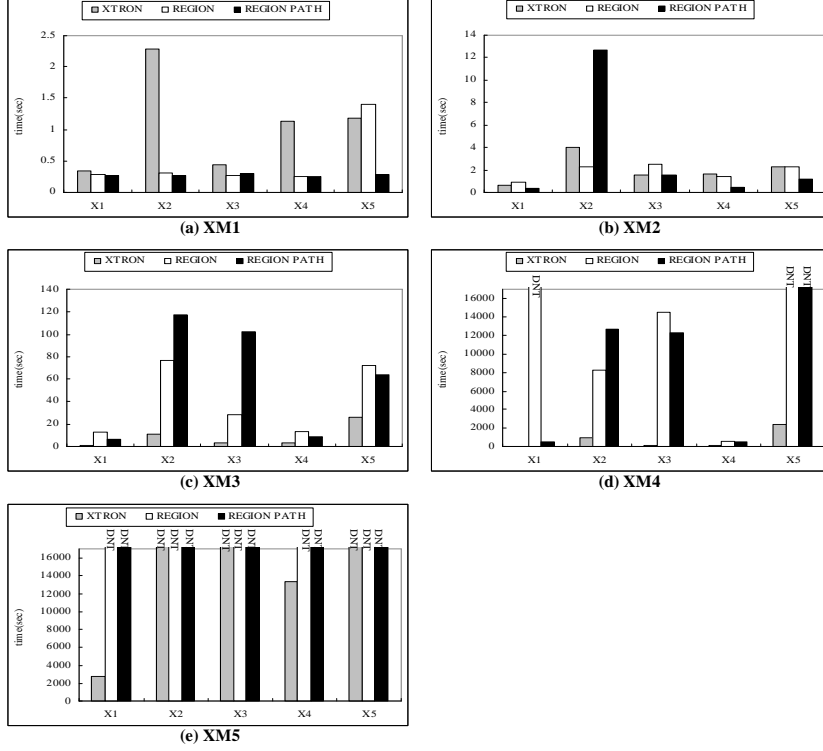 XTRON REGION REGION PATH
time(sec)
2.5
2
1.5
1
0.5
0
X1 X2 X3 X4 X5
(a) XM1
XTRON REGION REGION PATH
time(sec)
14
12
10
8
6
4
2
0
X1 X2 X3 X4 X5
(b) XM2
XTRON REGION REGION PATH
time(sec)
140
120
100
80
60
40
20
0
X1 X2 X3 X4 X5
(c) XM3
XTRON REGION REGION PATH
DNT DNT DNT
time(sec)
16000
14000
12000
10000
8000
6000
4000
2000
0
X1 X2 X3 X4 X5
(d) XM4
XTRON REGION REGION PATH
DNT DNT DNT DNT DNT DNT DNT DNT DNT DNT DNT DNT DNT
time(sec)
16000
14000
12000
10000
8000
6000
4000
2000
0
X1 X2 X3 X4 X5
(e) XM5